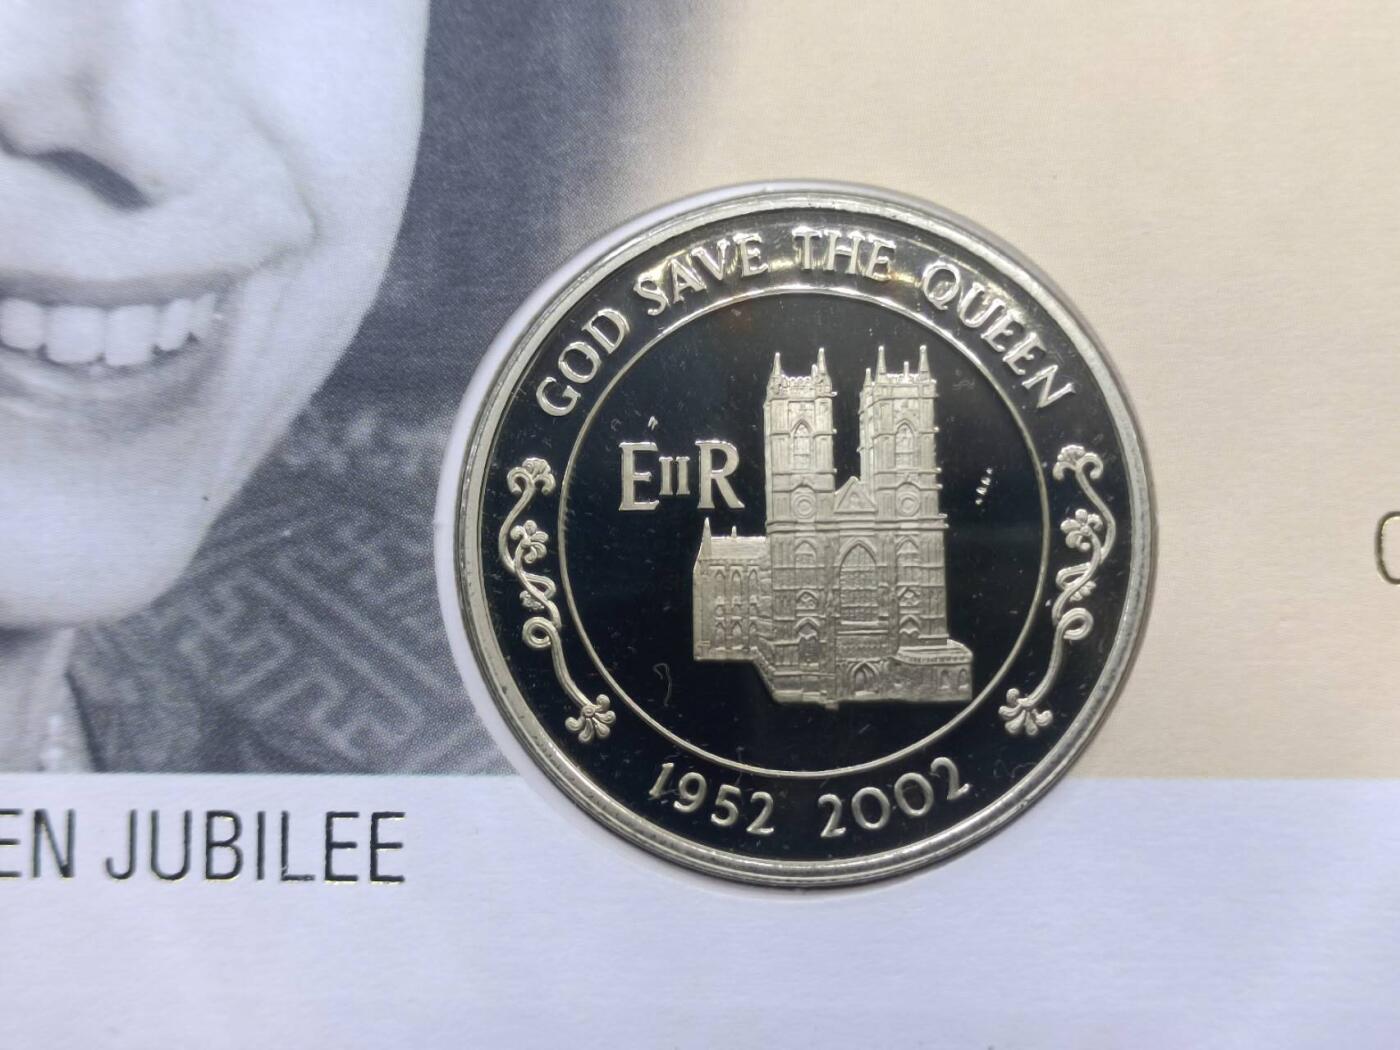 GOD SAVE THE QUEEN
EIIR
1952 2002
EN JUBILEE